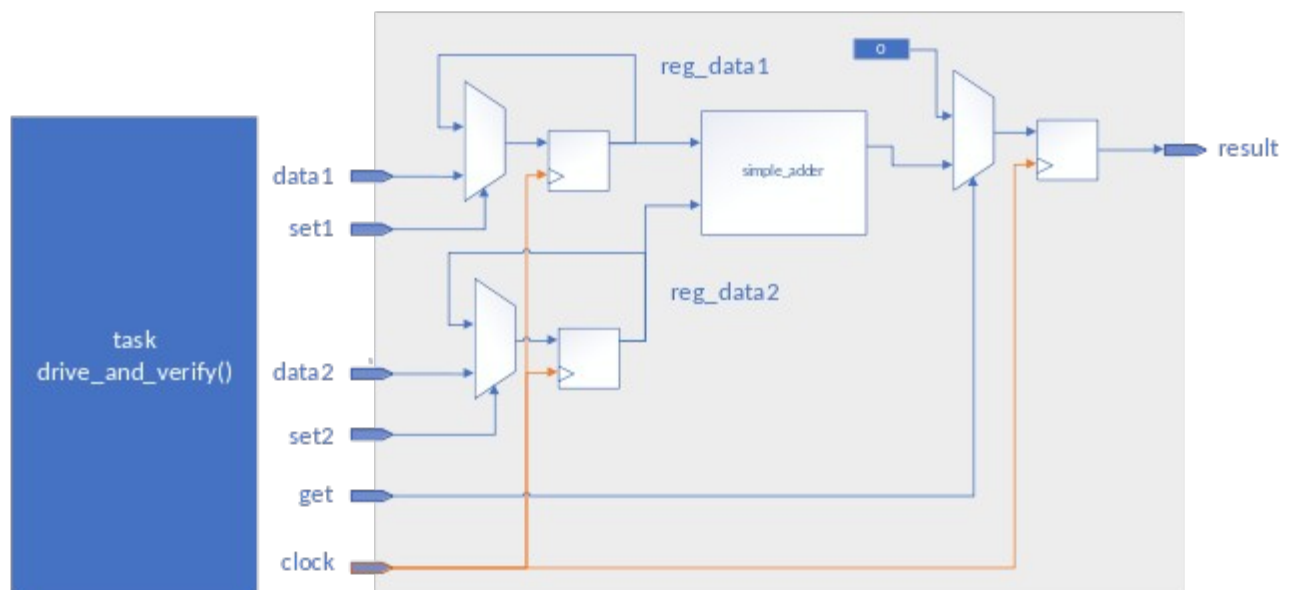 0
reg_data1
simple_adder
data1
result
set1
reg_data2
task
drive_and_verify()
data2
set2
get
clock